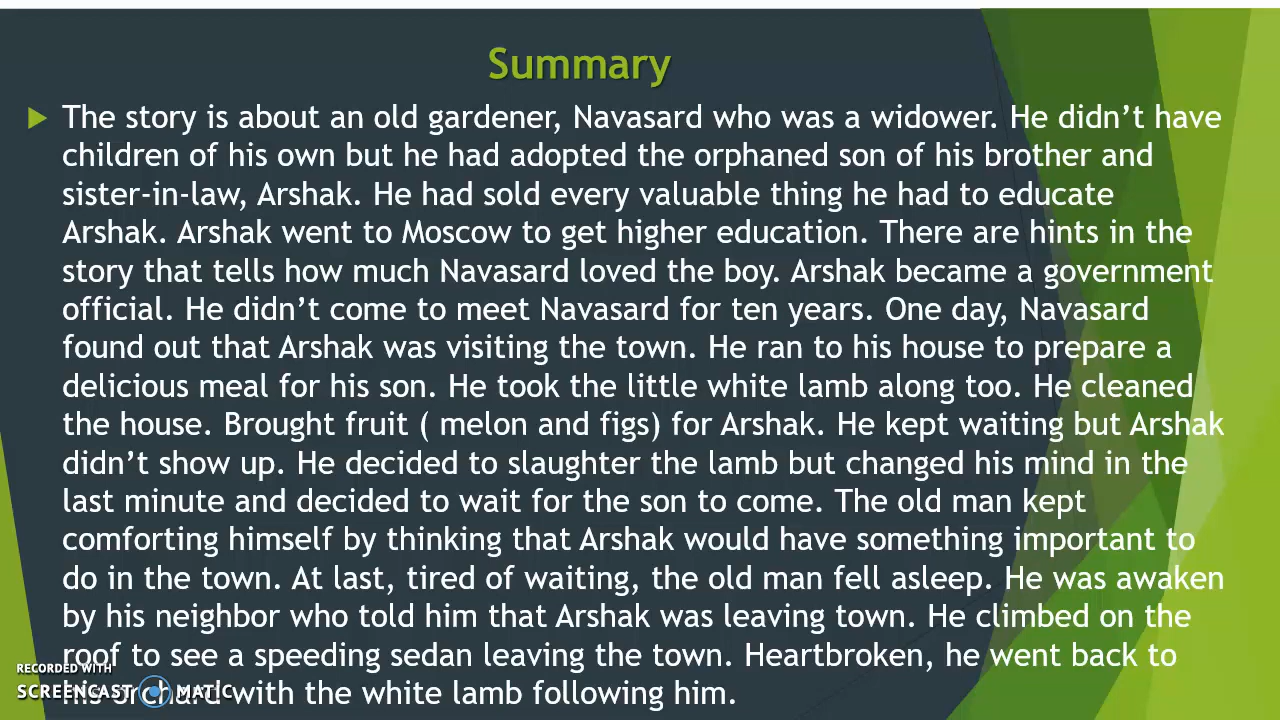 Summary
The story is about an old gardener, Navasard who was a widower. He didn’t have
children of his own but he had adopted the orphaned son of his brother and
sister-in-law, Arshak. He had sold every valuable thing he had to educate
Arshak. Arshak went to Moscow to get higher education. There are hints in the
story that tells how much Navasard loved the boy. Arshak became a government
official. He didn’t come to meet Navasard for ten years. One day, Navasard
found out that Arshak was visiting the town. He ran to his house to prepare a
delicious meal for his son. He took the little white lamb along too. He cleaned
the house. Brought fruit ( melon and figs) for Arshak. He kept waiting but Arshak
didn’t show up. He decided to slaughter the lamb but changed his mind in the
last minute and decided to wait for the son to come. The old man kept
comforting himself by thinking that Arshak would have something important to
do in the town. At last, tired of waiting, the old man fell asleep. He was awaken
by his neighbor who told him that Arshak was leaving town. He climbed on the
roof to see a speeding sedan leaving the town. Heartbroken, he went back to
his orchard with the white lamb following him.
RECORDED WITH
SCREENCAST MATIC